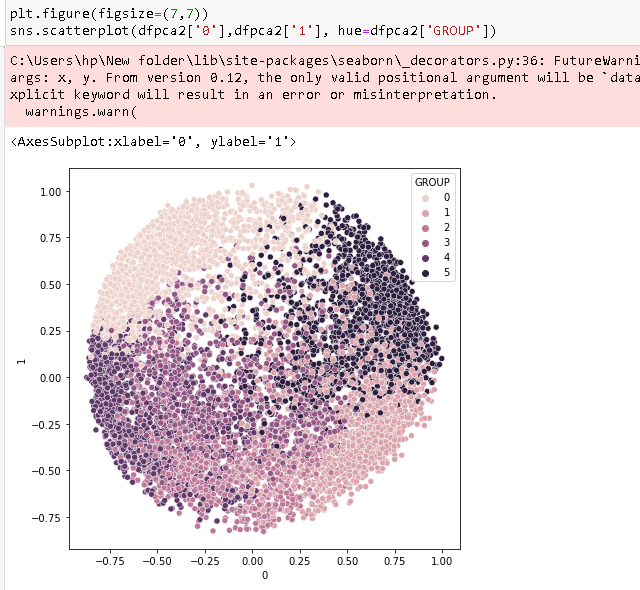 plt.figure(figsize=(7,7))
sns.scatterplot(dfpca2['0'],dfpca2['1'], hue=dfpca2['GROUP'])
C:\Users\hp\New folder\lib\site-packages\seaborn\_decorators.py:36: FutureWarni
args: x, y. From version 0.12, the only valid positional argument will be `data
xplicit keyword will result in an error or misinterpretation.
warnings.warn(
<AxesSubplot:xlabel='0', ylabel='1'>
GROUP
0
1
2
3
4
5
1.00
0.75
0.50
0.25
0.00
−0.25
−0.50
−0.75
1
−0.75 −0.50 −0.25 0.00 0.25 0.50 0.75 1.00
0